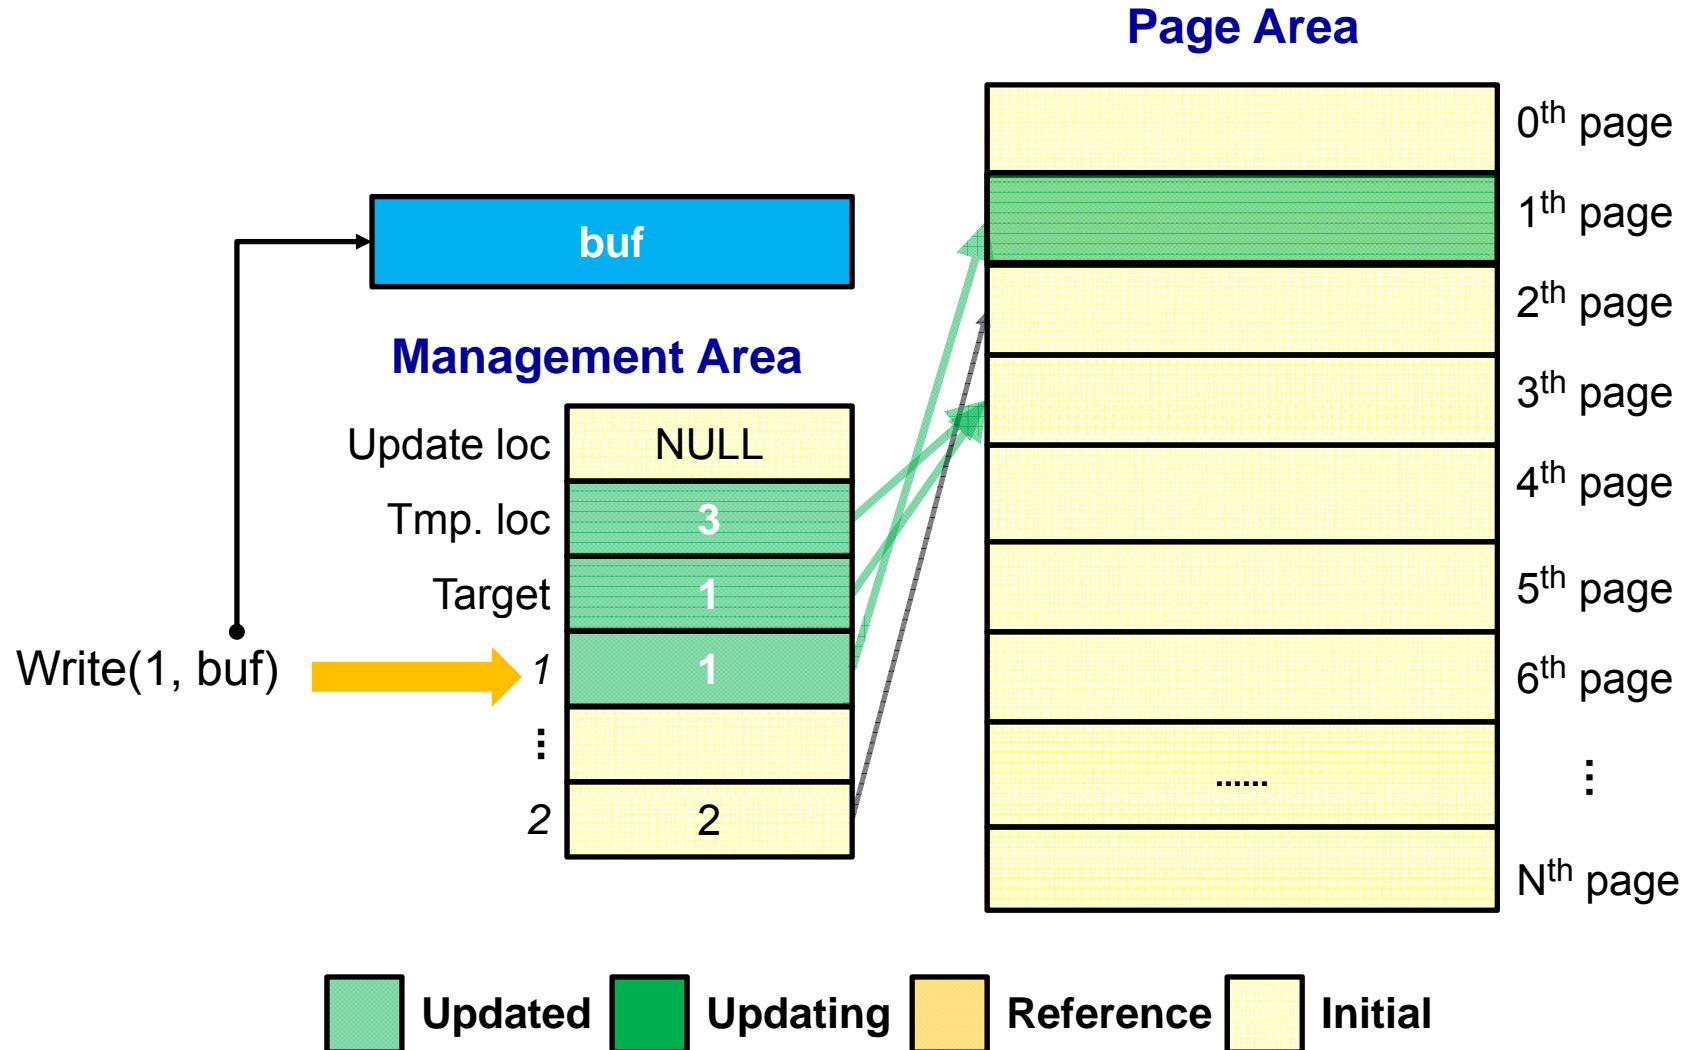 Page Area
0th page
1th page
buf
2th page
Management Area
3th page
Update loc NULL
4th page
Tmp. loc 3
Target 1
5th page
Write(1, buf) 1 1
6th page
⋮
...... ⋮
2 2
Nth page
Updated Updating Reference Initial